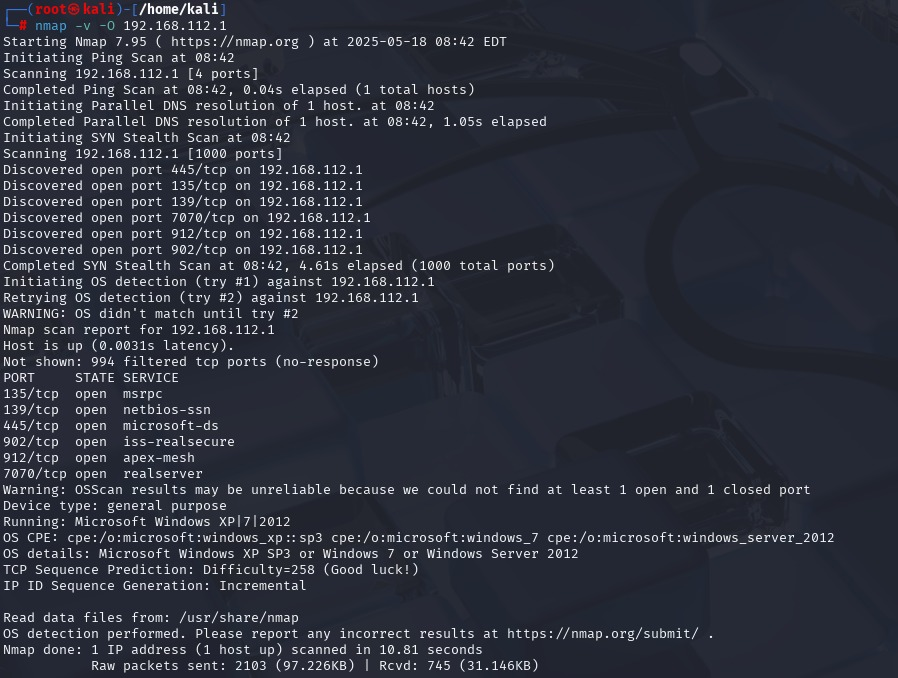 ┌──(root㉿kali)-[/home/kali]
└─# nmap -v -O 192.168.112.1
Starting Nmap 7.95 ( https://nmap.org ) at 2025-05-18 08:42 EDT
Initiating Ping Scan at 08:42
Scanning 192.168.112.1 [4 ports]
Completed Ping Scan at 08:42, 0.04s elapsed (1 total hosts)
Initiating Parallel DNS resolution of 1 host. at 08:42
Completed Parallel DNS resolution of 1 host. at 08:42, 1.05s elapsed
Initiating SYN Stealth Scan at 08:42
Scanning 192.168.112.1 [1000 ports]
Discovered open port 445/tcp on 192.168.112.1
Discovered open port 135/tcp on 192.168.112.1
Discovered open port 139/tcp on 192.168.112.1
Discovered open port 7070/tcp on 192.168.112.1
Discovered open port 912/tcp on 192.168.112.1
Discovered open port 902/tcp on 192.168.112.1
Completed SYN Stealth Scan at 08:42, 4.61s elapsed (1000 total ports)
Initiating OS detection (try #1) against 192.168.112.1
Retrying OS detection (try #2) against 192.168.112.1
WARNING: OS didn't match until try #2
Nmap scan report for 192.168.112.1
Host is up (0.0031s latency).
Not shown: 994 filtered tcp ports (no-response)
PORT     STATE SERVICE
135/tcp  open  msrpc
139/tcp  open  netbios-ssn
445/tcp  open  microsoft-ds
902/tcp  open  iss-realsecure
912/tcp  open  apex-mesh
7070/tcp open  realserver
Warning: OSScan results may be unreliable because we could not find at least 1 open and 1 closed port
Device type: general purpose
Running: Microsoft Windows XP|7|2012
OS CPE: cpe:/o:microsoft:windows_xp::sp3 cpe:/o:microsoft:windows_7 cpe:/o:microsoft:windows_server_2012
OS details: Microsoft Windows XP SP3 or Windows 7 or Windows Server 2012
TCP Sequence Prediction: Difficulty=258 (Good luck!)
IP ID Sequence Generation: Incremental

Read data files from: /usr/share/nmap
OS detection performed. Please report any incorrect results at https://nmap.org/submit/ .
Nmap done: 1 IP address (1 host up) scanned in 10.81 seconds
           Raw packets sent: 2103 (97.226KB) | Rcvd: 745 (31.146KB)